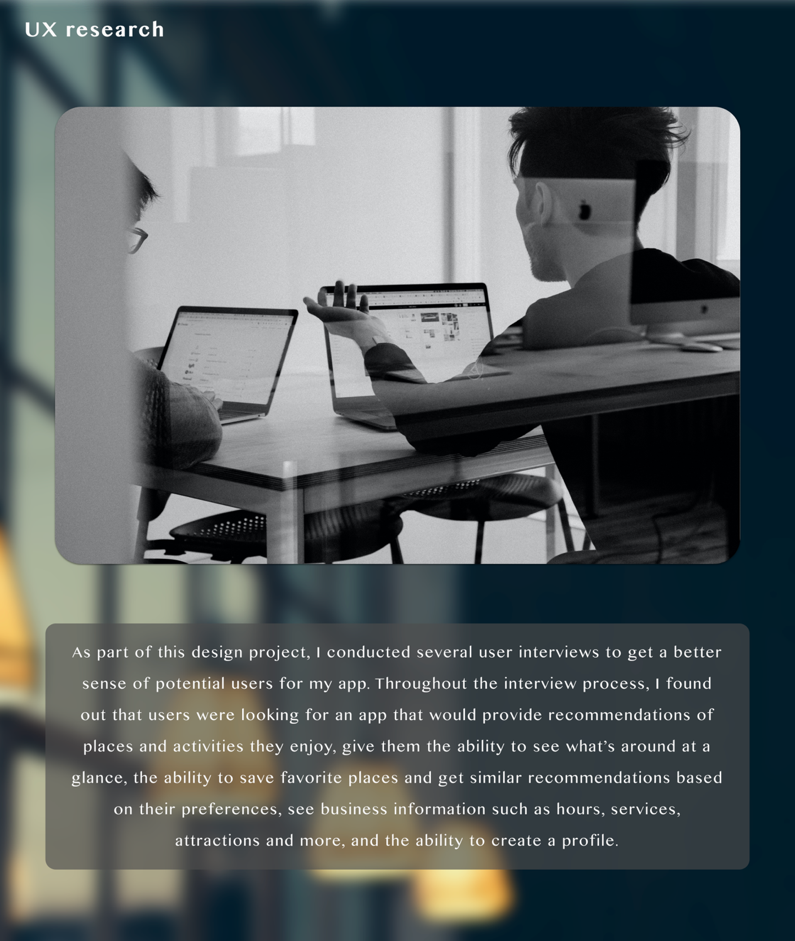 UX research
As part of this design project, I conducted several user interviews to get a better
sense of potential users for my app. Throughout the interview process, I found
out that users were looking for an app that would provide recommendations of
places and activities they enjoy, give them the ability to see what’s around at a
glance, the ability to save favorite places and get similar recommendations based
on their preferences, see business information such as hours, services,
attractions and more, and the ability to create a profile.